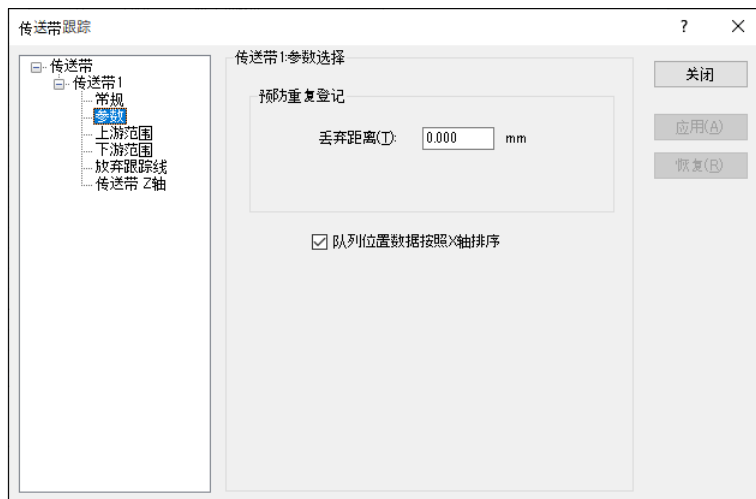 传送带跟踪
?
传送带
传送带1
常规
参数
上游范围
下游范围
放弃跟踪线
传送带 Z轴
传送带1:参数选择
预防重复登记
丢弃距离(T): 0.000 mm
队列位置数据按照X轴排序
关闭
应用(A)
恢复(R)